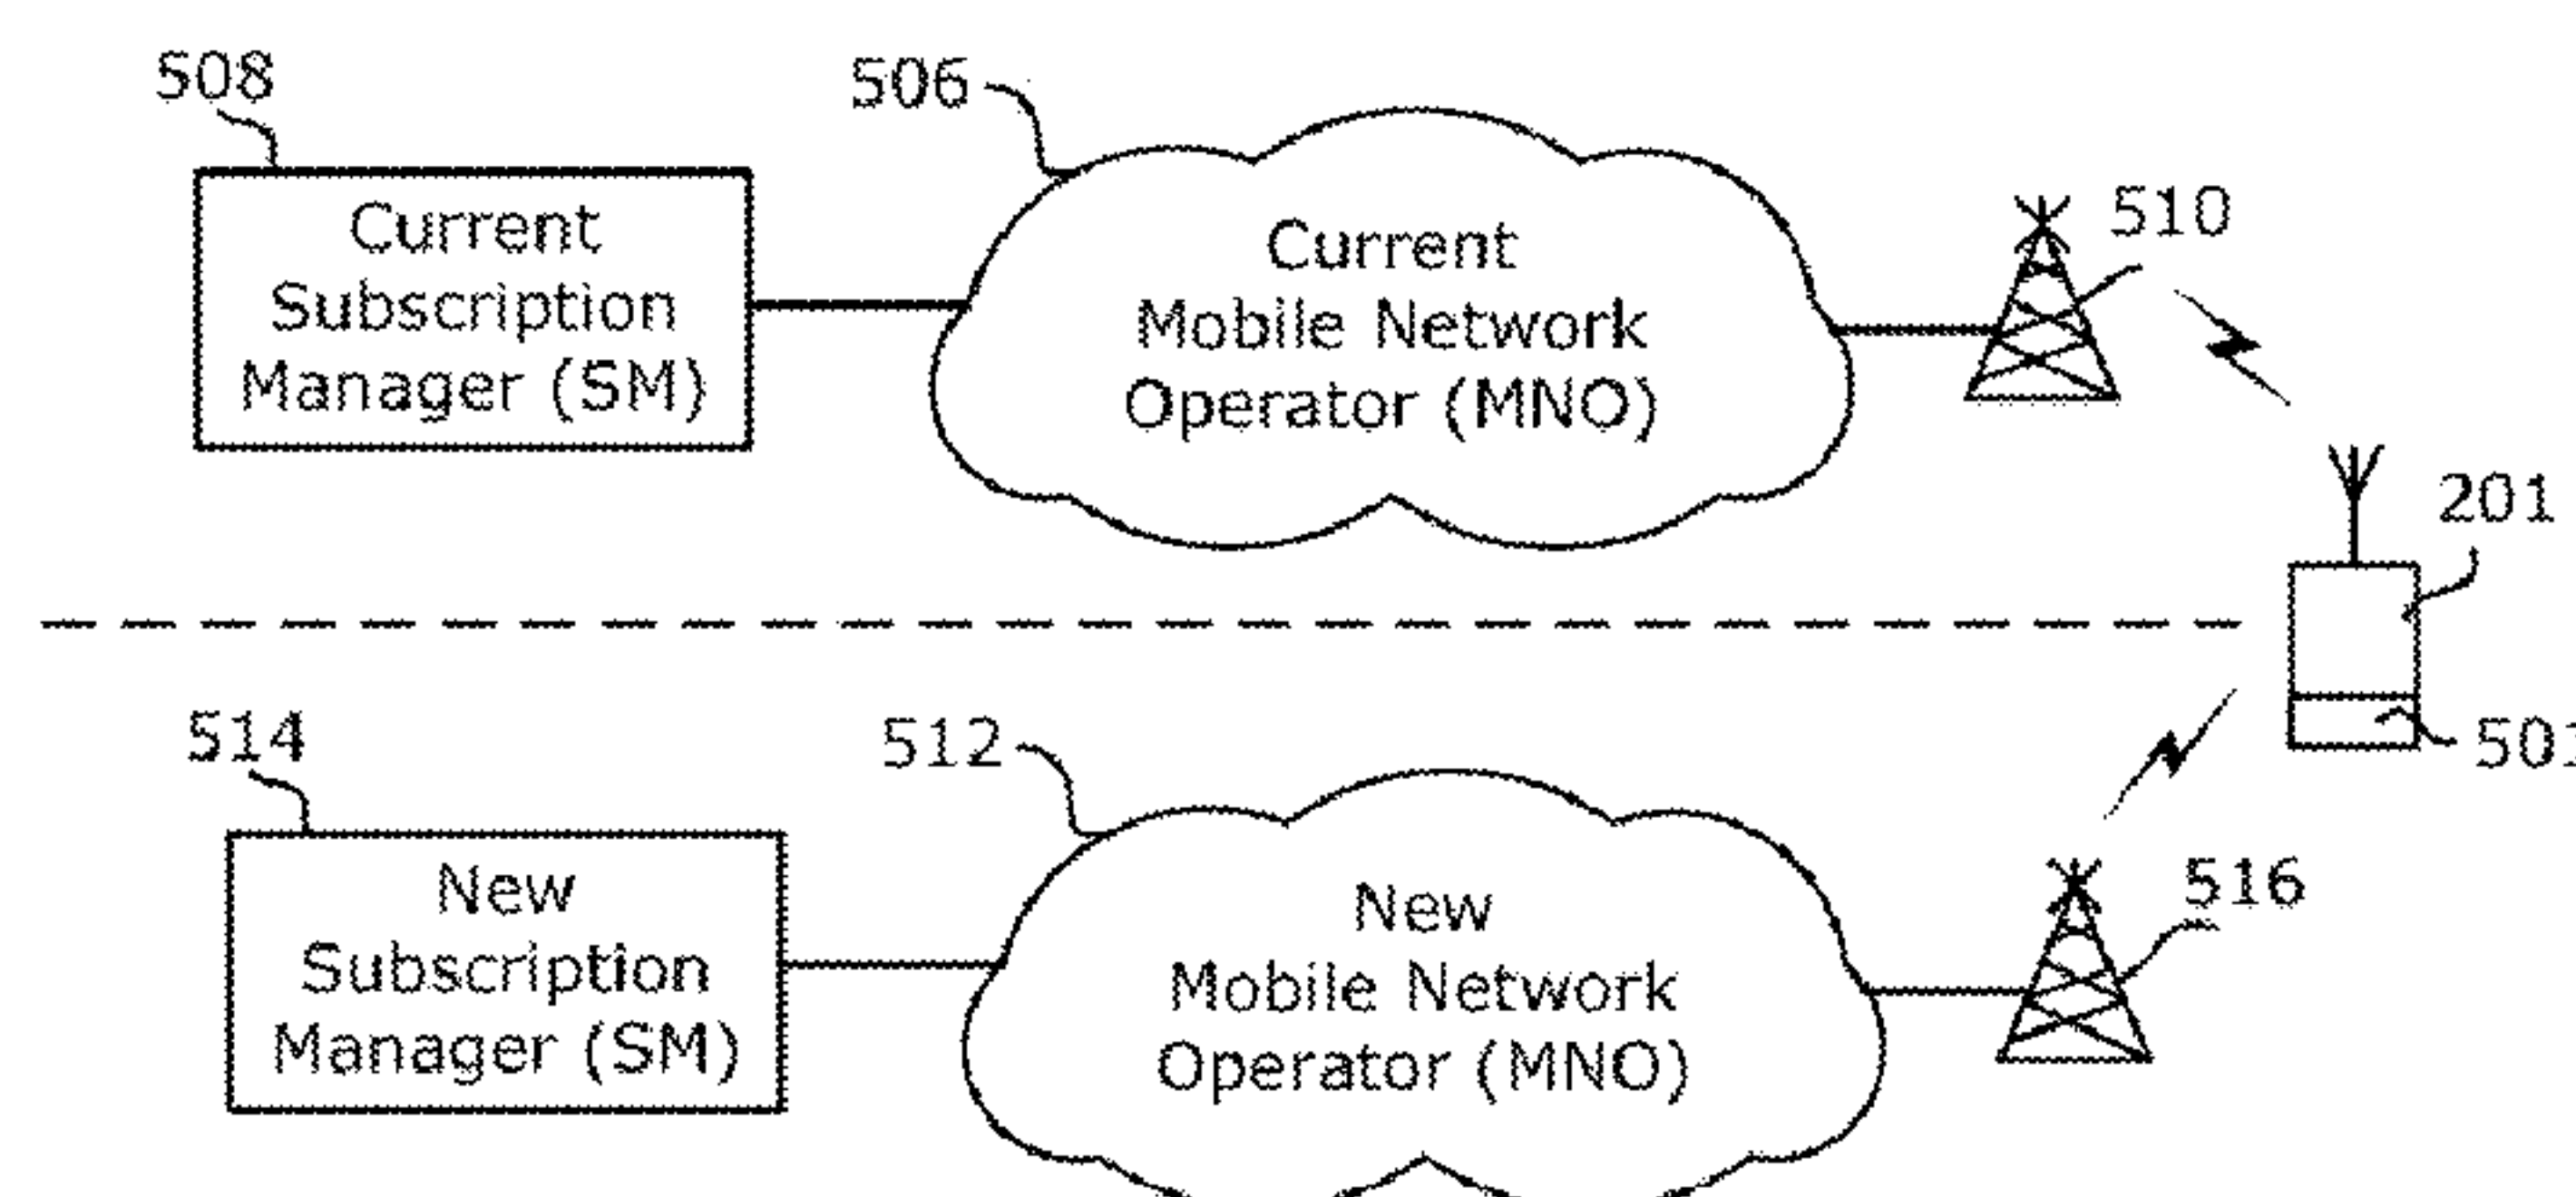 508
506
510
Current
Subscription
Manager (SM)
Current
Mobile Network
Operator (MNO)
201
514
512
516
New
Subscription
Manager (SM)
New
Mobile Network
Operator (MNO)